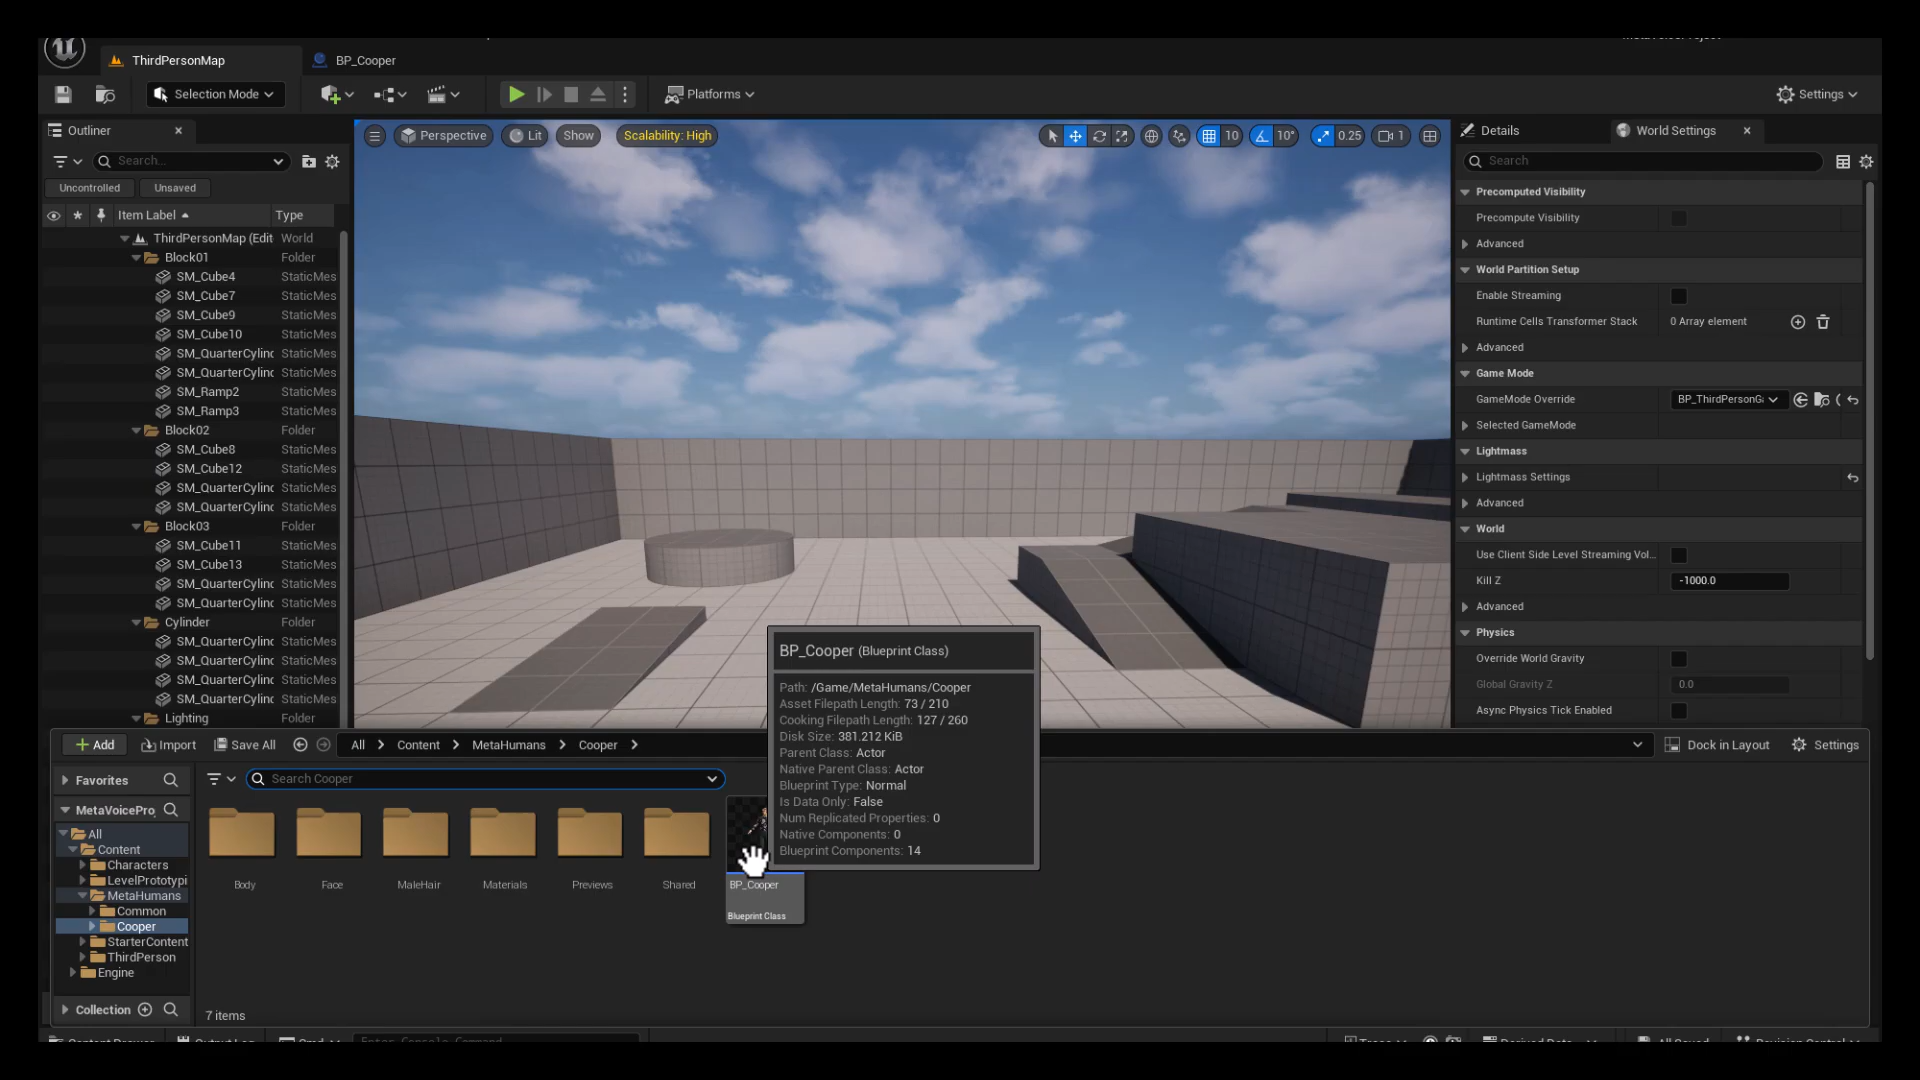 ThirdPersonMap
BP_Cooper
Selection Mode
Platforms
Settings
Outliner
Search...
Uncontrolled
Unsaved
Item Label
Type
ThirdPersonMap (Edit
World
Block01
Folder
SM_Cube4
StaticMes
SM_Cube7
StaticMes
SM_Cube9
StaticMes
SM_Cube10
StaticMes
SM_QuarterCylinc
StaticMes
SM_QuarterCylinc
StaticMes
SM_Ramp2
StaticMes
SM_Ramp3
StaticMes
Block02
Folder
SM_Cube8
StaticMes
SM_Cube12
StaticMes
SM_QuarterCylinc
StaticMes
SM_QuarterCylinc
StaticMes
Block03
Folder
SM_Cube11
StaticMes
SM_Cube13
StaticMes
SM_QuarterCylinc
StaticMes
SM_QuarterCylinc
StaticMes
Cylinder
Folder
SM_QuarterCylinc
StaticMes
SM_QuarterCylinc
StaticMes
SM_QuarterCylinc
StaticMes
SM_QuarterCylinc
StaticMes
Lighting
Folder
Perspective
Lit
Show
Scalability: High
10
10°
0.25
1
Details
World Settings
Search
Precomputed Visibility
Precompute Visibility
Advanced
World Partition Setup
Enable Streaming
Runtime Cells Transformer Stack
0 Array element
Advanced
Game Mode
GameMode Override
BP_ThirdPersonG
Selected GameMode
Lightmass
Lightmass Settings
Advanced
World
Use Client Side Level Streaming Vol...
Kill Z
-1000.0
Advanced
Physics
Override World Gravity
Global Gravity Z
0.0
Async Physics Tick Enabled
BP_Cooper (Blueprint Class)
Path: /Game/MetaHumans/Cooper
Asset Filepath Length: 73 / 210
Cooking Filepath Length: 127 / 260
Disk Size: 381.212 KiB
Parent Class: Actor
Native Parent Class: Actor
Blueprint Type: Normal
Is Data Only: False
Num Replicated Properties: 0
Native Components: 0
Blueprint Components: 14
Add
Import
Save All
All
Content
MetaHumans
Cooper
Dock in Layout
Settings
Favorites
Search Cooper
MetaVoicePro
All
Content
Characters
LevelPrototypi
MetaHumans
Common
Cooper
StarterContent
ThirdPerson
Engine
Collection
Body
Face
MaleHair
Materials
Previews
Shared
BP_Cooper
Blueprint Class
7 items